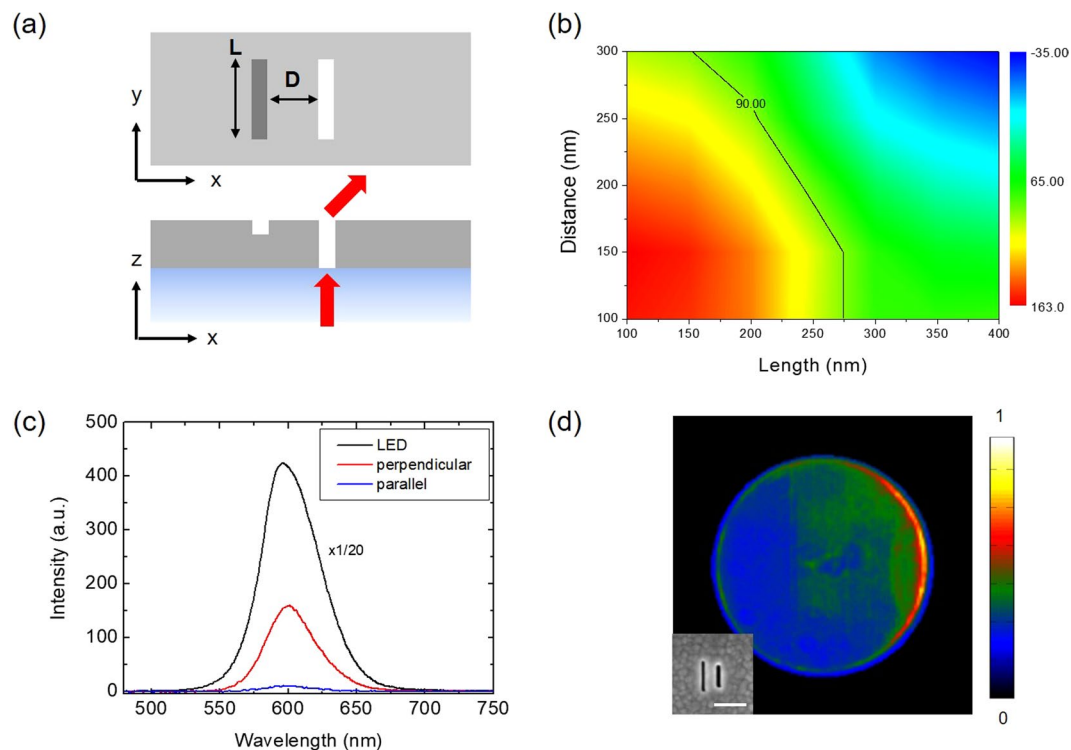 (a)
L
D
y
x
z
x
(b)
300
250
200
150
100
Distance (nm)
90.00
100 150 200 250 300 350 400
Length (nm)
-35.00
65.00
163.0
(c)
500
400
300
200
100
0
Intensity (a.u.)
LED
perpendicular
parallel
x1/20
500 550 600 650 700 750
Wavelength (nm)
(d)
1
0